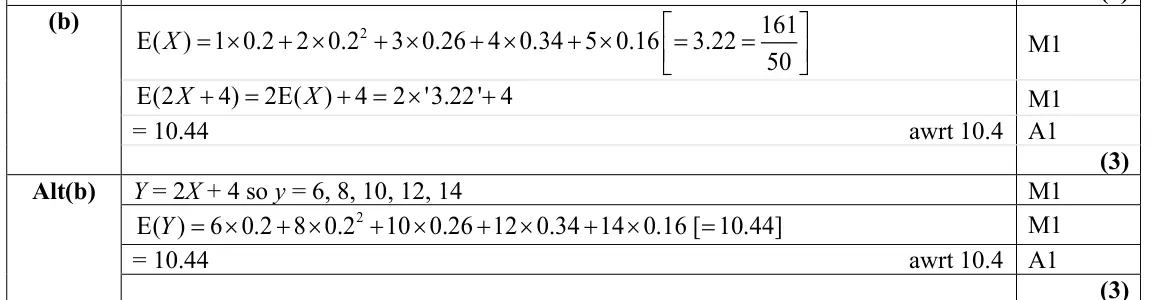 (b) E(X) = 1×0.2 + 2×0.2² + 3×0.26 + 4×0.34 + 5×0.16 [= 3.22 = 161/50] M1
E(2X + 4) = 2E(X) + 4 = 2×'3.22'+ 4 M1
= 10.44 awrt 10.4 A1
(3)
Alt(b) Y = 2X + 4 so y = 6, 8, 10, 12, 14 M1
E(Y) = 6×0.2 + 8×0.2² + 10×0.26 + 12×0.34 + 14×0.16 [= 10.44] M1
= 10.44 awrt 10.4 A1
(3)